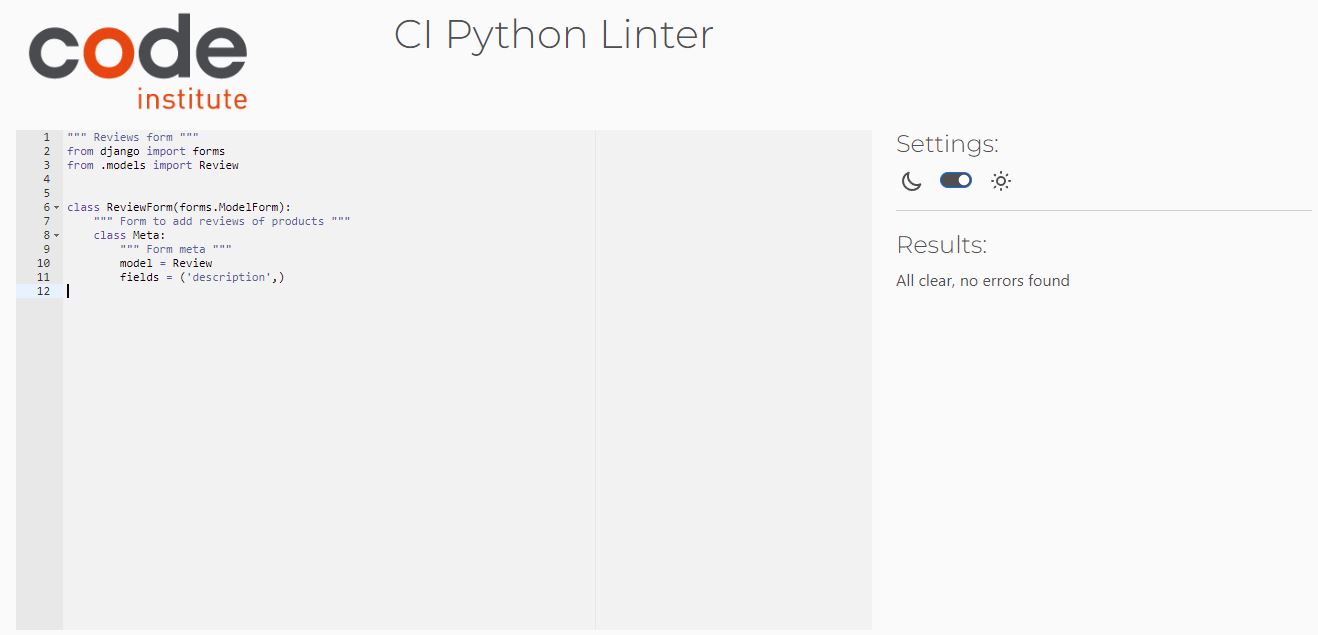 code
institute
CI Python Linter
1 """ Reviews form """
2 from django import forms
3 from .models import Review
4
5
6 class ReviewForm(forms.ModelForm):
7     """ Form to add reviews of products """
8     class Meta:
9         """ Form meta """
10         model = Review
11         fields = ('description',)
12
Settings:
Results:
All clear, no errors found